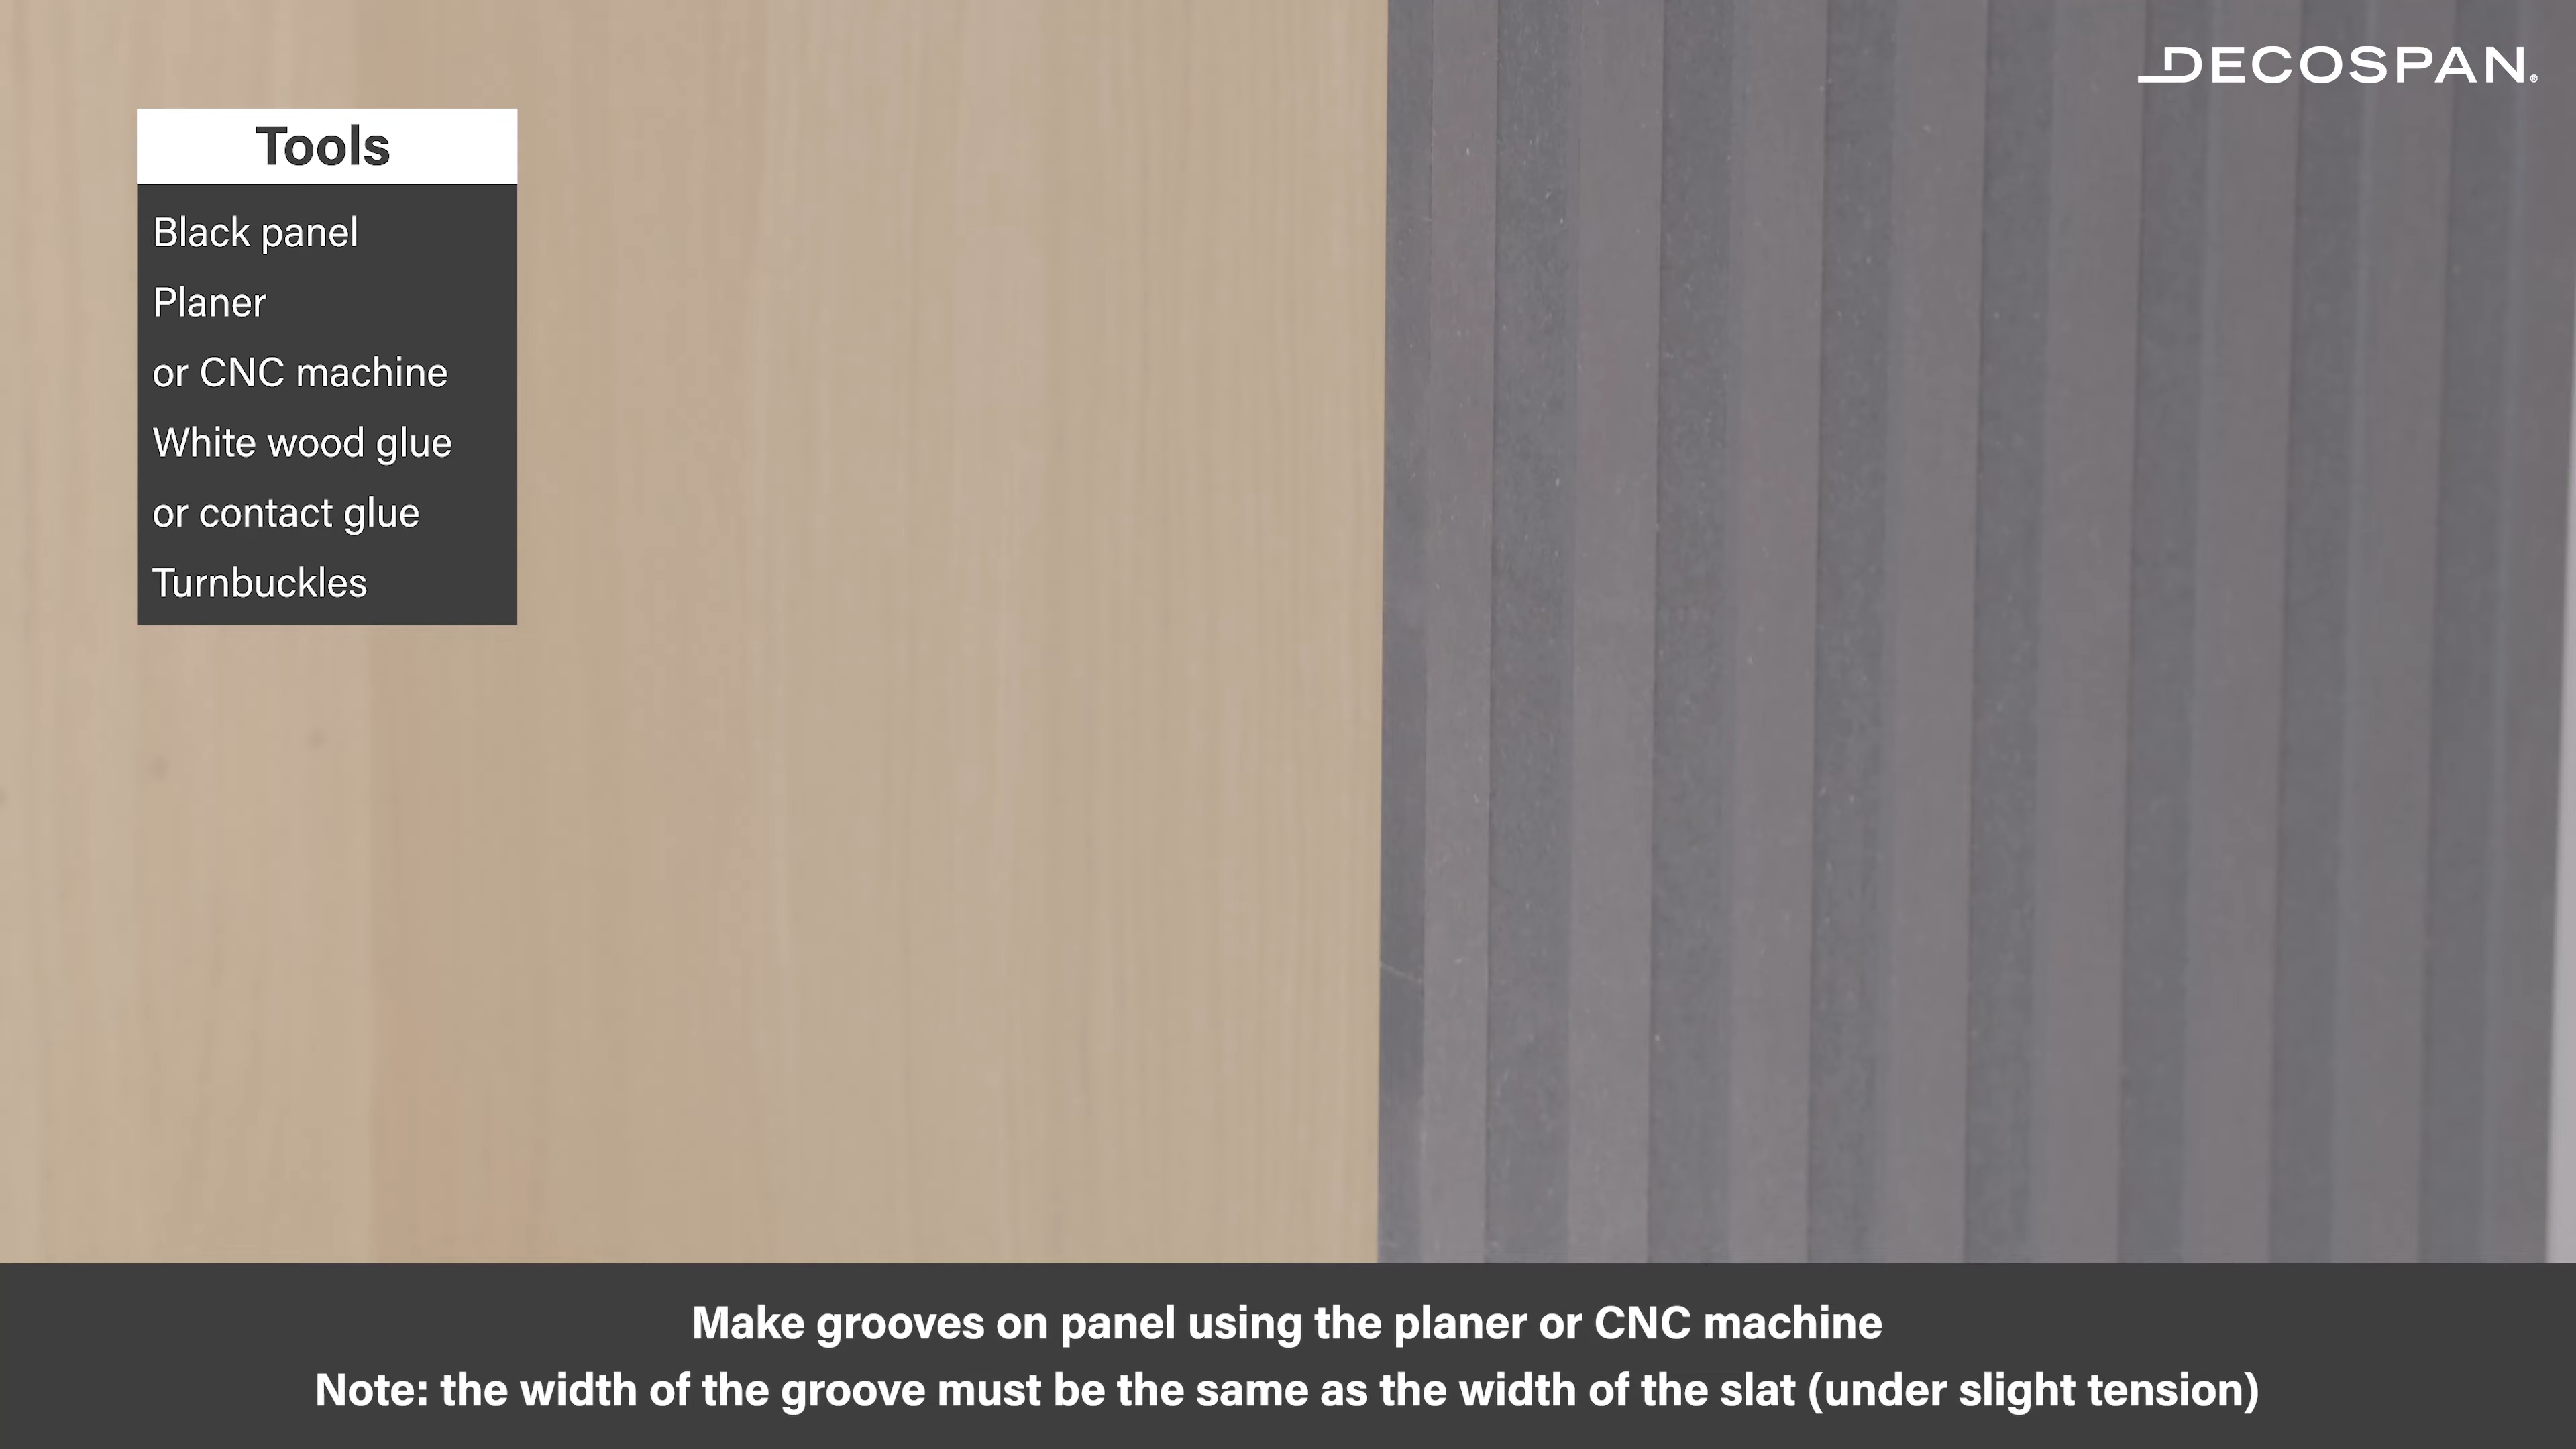 DECOSPAN®
Tools
Black panel
Planer
or CNC machine
White wood glue
or contact glue
Turnbuckles
Make grooves on panel using the planer or CNC machine
Note: the width of the groove must be the same as the width of the slat (under slight tension)